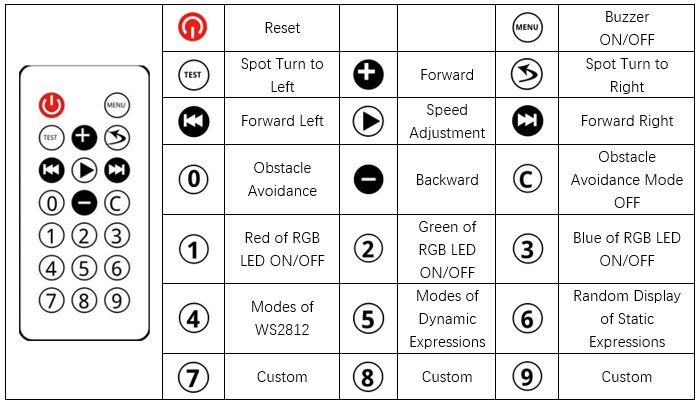 MENU
TEST
0
C
1
2
3
4
5
6
7
8
9
Reset
MENU
Buzzer
ON/OFF
TEST
Spot Turn to
Left
Forward
Spot Turn to
Right
Forward Left
Speed
Adjustment
Forward Right
0
Obstacle
Avoidance
Backward
C
Obstacle
Avoidance Mode
OFF
1
Red of RGB
LED ON/OFF
2
Green of
RGB LED
ON/OFF
3
Blue of RGB LED
ON/OFF
4
Modes of
WS2812
5
Modes of
Dynamic
Expressions
6
Random Display
of Static
Expressions
7
Custom
8
Custom
9
Custom